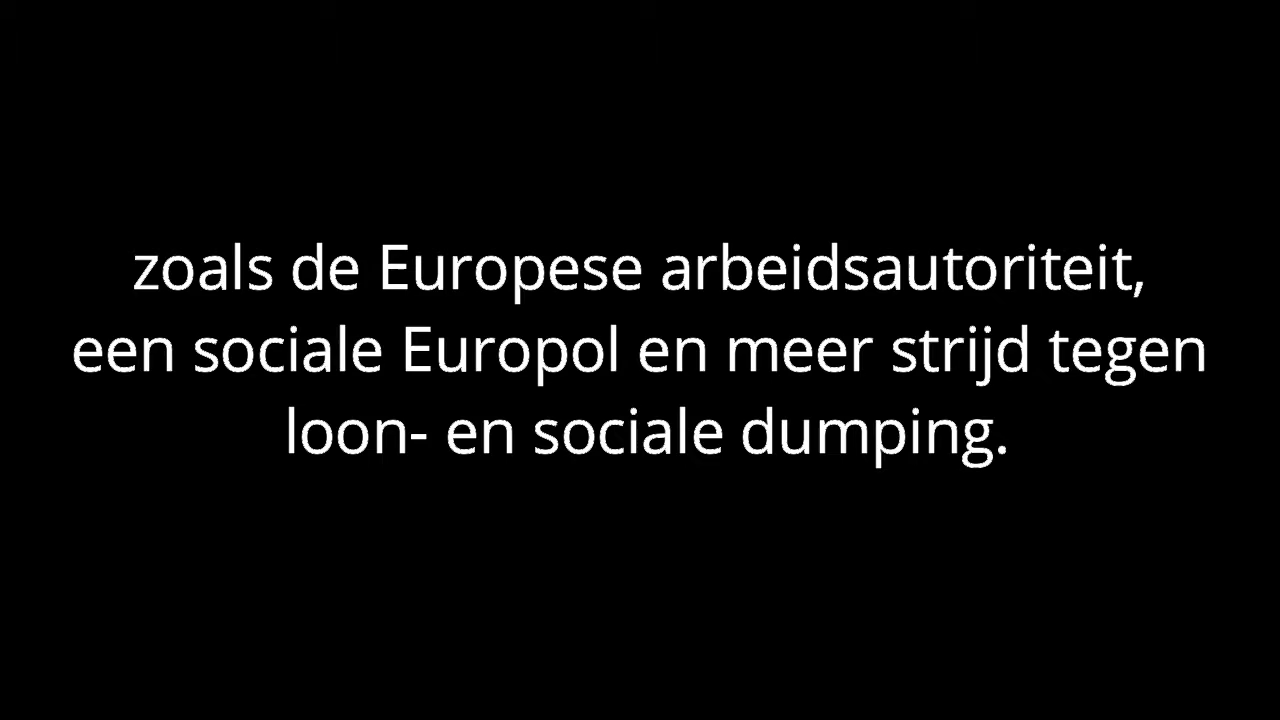 zoals de Europese arbeidsautoriteit,
een sociale Europol en meer strijd tegen
loon- en sociale dumping.